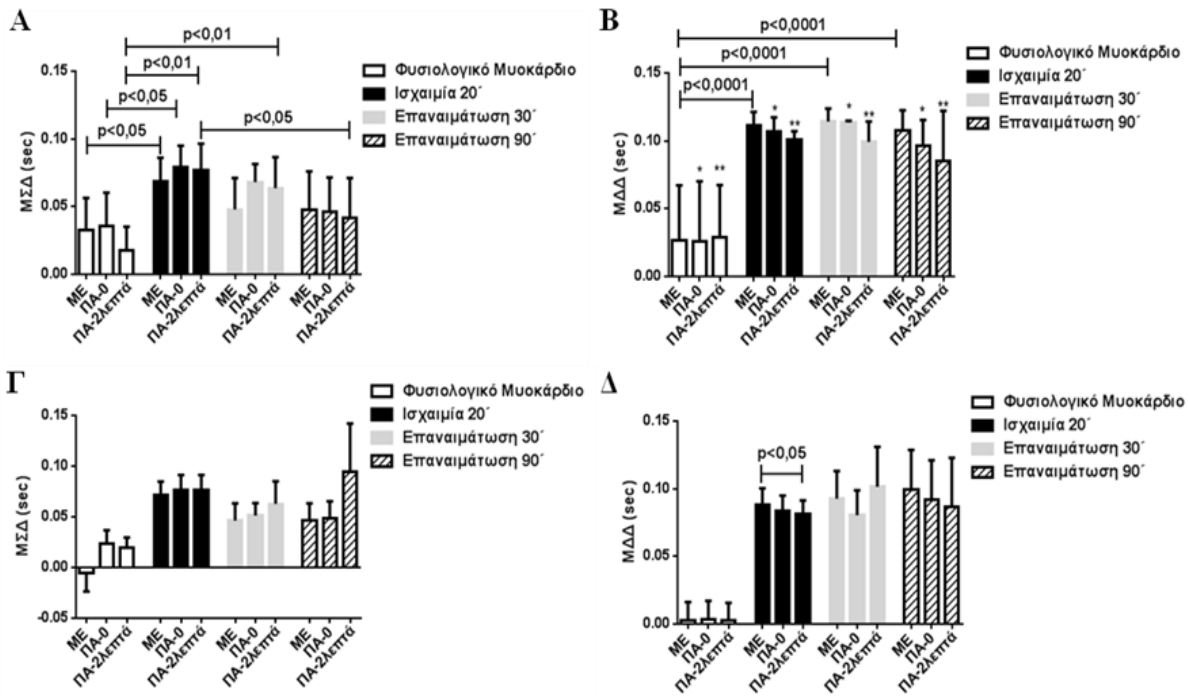 Α
p<0,01
p<0,01
p<0,05
p<0,05
p<0,05
0.15
0.10
0.05
0.00
ΜΣΔ (sec)
ΜΕ
ΠΑ-0
ΠΑ-2λεπτά
ΜΕ
ΠΑ-0
ΠΑ-2λεπτά
ΜΕ
ΠΑ-0
ΠΑ-2λεπτά
ΜΕ
ΠΑ-0
ΠΑ-2λεπτά
Φυσιολογικό Μυοκάρδιο
Ισχαιμία 20´
Επαναιμάτωση 30´
Επαναιμάτωση 90´
Β
p<0,0001
p<0,0001
p<0,0001
0.15
0.10
0.05
0.00
ΜΔΔ (sec)
* ** * ** * ** * **
ΜΕ
ΠΑ-0
ΠΑ-2λεπτά
ΜΕ
ΠΑ-0
ΠΑ-2λεπτά
ΜΕ
ΠΑ-0
ΠΑ-2λεπτά
ΜΕ
ΠΑ-0
ΠΑ-2λεπτά
Φυσιολογικό Μυοκάρδιο
Ισχαιμία 20´
Επαναιμάτωση 30´
Επαναιμάτωση 90´
Γ
0.15
0.10
0.05
0.00
-0.05
ΜΣΔ (sec)
ΜΕ
ΠΑ-0
ΠΑ-2λεπτά
ΜΕ
ΠΑ-0
ΠΑ-2λεπτά
ΜΕ
ΠΑ-0
ΠΑ-2λεπτά
ΜΕ
ΠΑ-0
ΠΑ-2λεπτά
Φυσιολογικό Μυοκάρδιο
Ισχαιμία 20´
Επαναιμάτωση 30´
Επαναιμάτωση 90´
Δ
p<0,05
0.15
0.10
0.05
0.00
ΜΔΔ (sec)
ΜΕ
ΠΑ-0
ΠΑ-2λεπτά
ΜΕ
ΠΑ-0
ΠΑ-2λεπτά
ΜΕ
ΠΑ-0
ΠΑ-2λεπτά
ΜΕ
ΠΑ-0
ΠΑ-2λεπτά
Φυσιολογικό Μυοκάρδιο
Ισχαιμία 20´
Επαναιμάτωση 30´
Επαναιμάτωση 90´